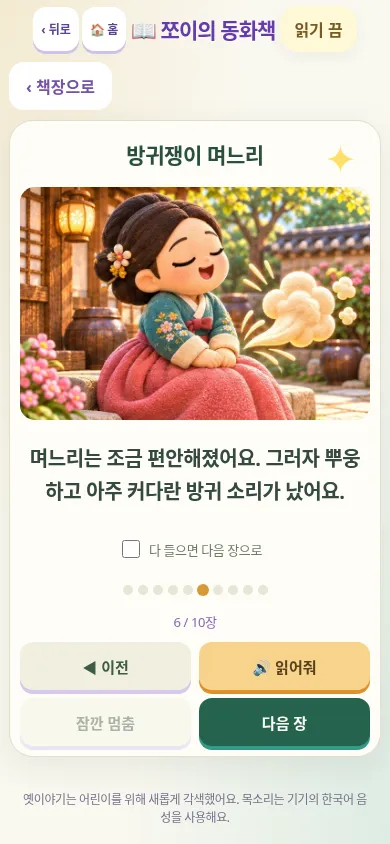 ‹ 뒤로
🏠 홈
📖 쪼이의 동화책
읽기 끔
‹ 책장으로
방귀쟁이 며느리
며느리는 조금 편안해졌어요. 그러자 뿌웅
하고 아주 커다란 방귀 소리가 났어요.
다 들으면 다음 장으로
6 / 10장
◀ 이전
🔊 읽어줘
잠깐 멈춤
다음 장
옛이야기는 어린이를 위해 새롭게 각색했어요. 목소리는 기기의 한국어 음
성을 사용해요.